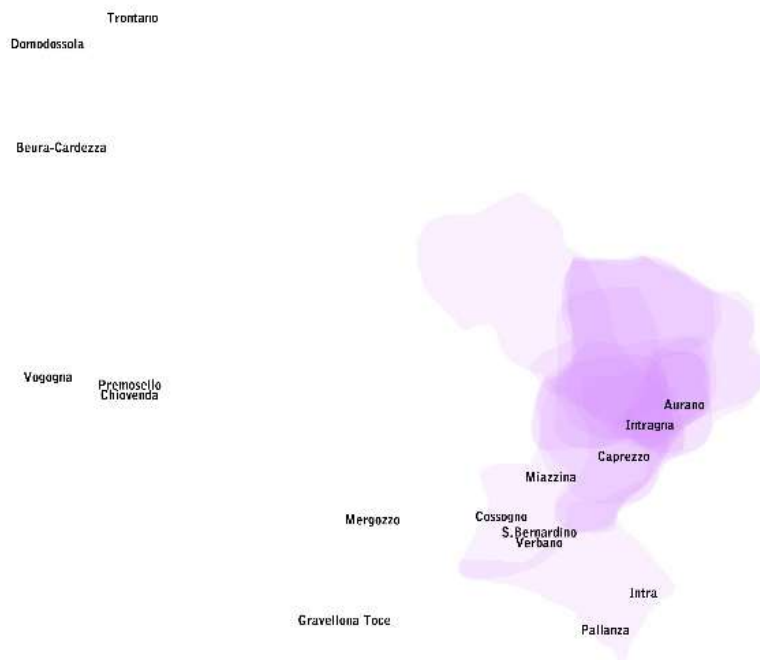 Trontano
Domodossola
Beura-Cardezza
Vogogna
Premosello
Chiovenda
Aurano
Intragna
Caprezzo
Miazzina
Cossogno
Mergozzo
S.Bernardino
Verbano
Intra
Gravellona Toce
Pallanza